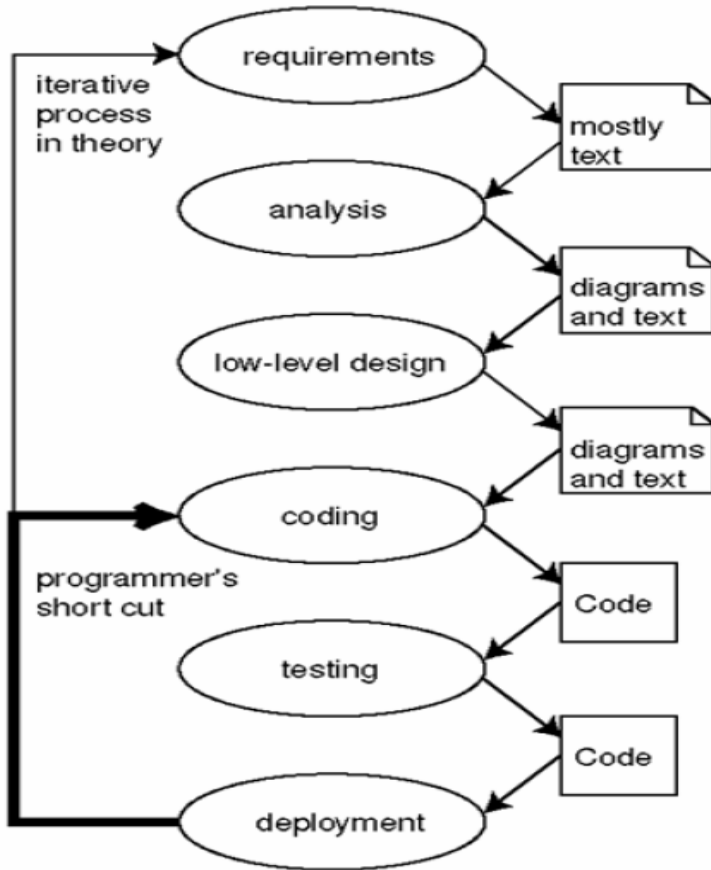 requirements
iterative
process
in theory
mostly
text
analysis
diagrams
and text
low-level design
diagrams
and text
coding
programmer's
short cut
Code
testing
Code
deployment